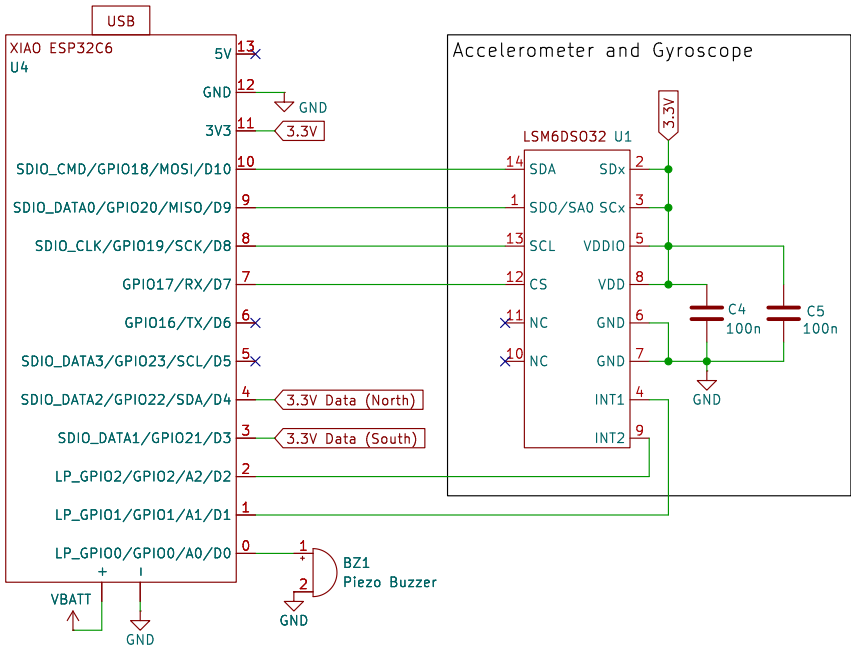 USB
XIAO ESP32C6
U4
5V 13
GND 12
GND
3V3 11
3.3V
SDIO_CMD/GPIO18/MOSI/D10 10
SDIO_DATA0/GPIO20/MISO/D9 9
SDIO_CLK/GPIO19/SCK/D8 8
GPIO17/RX/D7 7
GPIO16/TX/D6 6
SDIO_DATA3/GPIO23/SCL/D5 5
SDIO_DATA2/GPIO22/SDA/D4 4
3.3V Data (North)
SDIO_DATA1/GPIO21/D3 3
3.3V Data (South)
LP_GPIO2/GPIO2/A2/D2 2
LP_GPIO1/GPIO1/A1/D1 1
LP_GPIO0/GPIO0/A0/D0 0
+ -
VBATT
GND
1
+
2
BZ1
Piezo Buzzer
GND
Accelerometer and Gyroscope
3.3V
LSM6DSO32 U1
14 SDA SDx 2
1 SDO/SA0 SCx 3
13 SCL VDDIO 5
12 CS VDD 8
11 NC GND 6
10 NC GND 7
INT1 4
INT2 9
C4
100n
C5
100n
GND